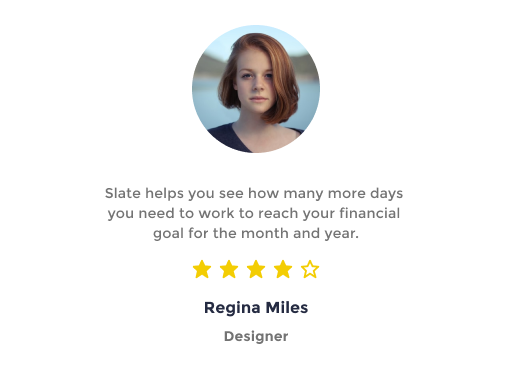 Slate helps you see how many more days
you need to work to reach your financial
goal for the month and year.
Regina Miles
Designer